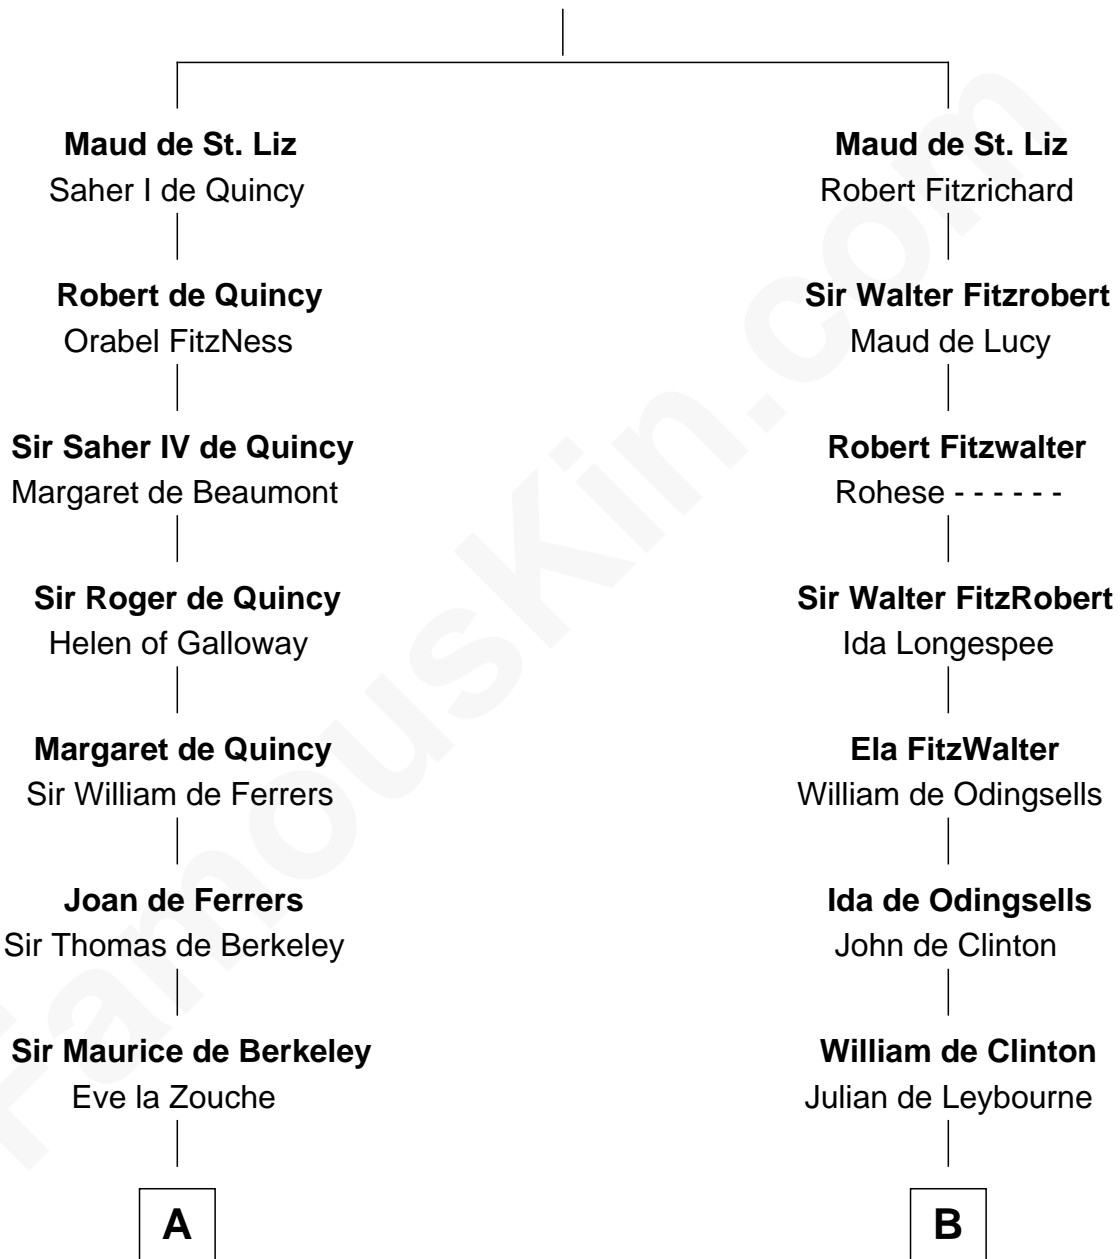 Maud de St. Liz
Saher I de Quincy
Robert de Quincy
Orabel FitzNess
Sir Saher IV de Quincy
Margaret de Beaumont
Sir Roger de Quincy
Helen of Galloway
Margaret de Quincy
Sir William de Ferrers
Joan de Ferrers
Sir Thomas de Berkeley
Sir Maurice de Berkeley
Eve la Zouche
A
Maud de St. Liz
Robert Fitzrichard
Sir Walter Fitzrobert
Maud de Lucy
Robert Fitzwalter
Rohese - - - - - -
Sir Walter FitzRobert
Ida Longespee
Ela FitzWalter
William de Odingsells
Ida de Odingsells
John de Clinton
William de Clinton
Julian de Leybourne
B
FamousKin.com